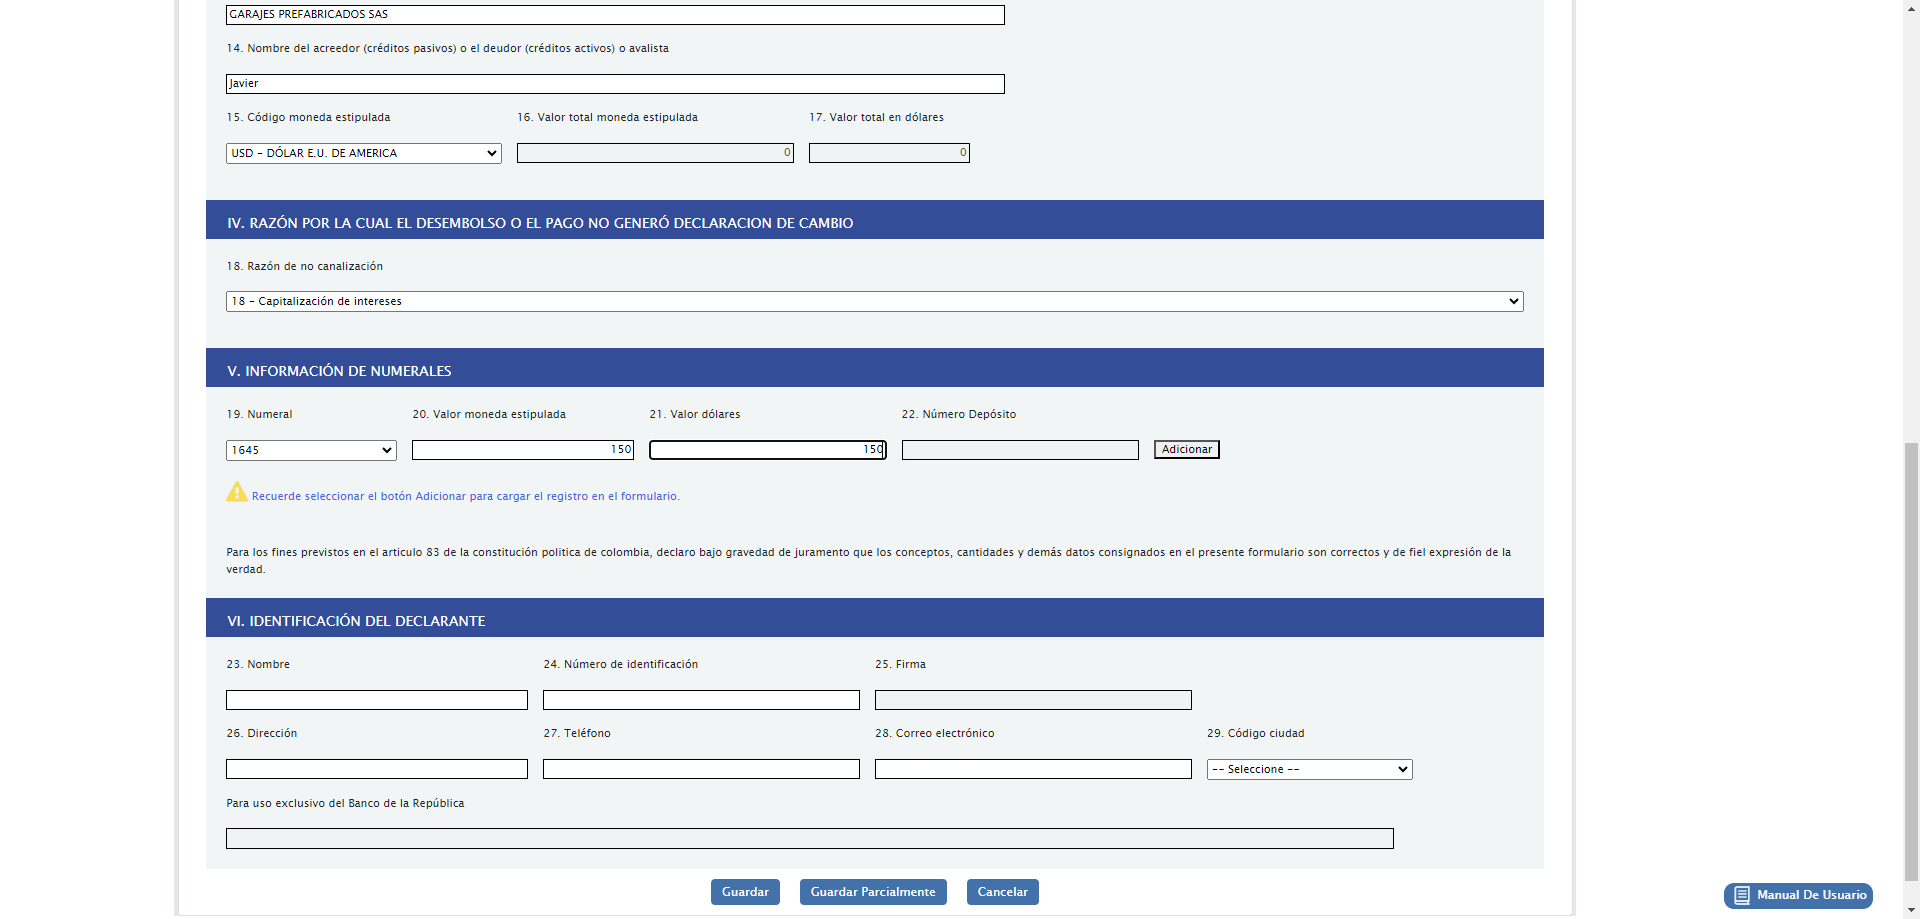 GARAJES PREFABRICADOS SAS
14. Nombre del acreedor (créditos pasivos) o el deudor (créditos activos) o avalista
Javier
15. Código moneda estipulada
16. Valor total moneda estipulada
17. Valor total en dólares
USD - DÓLAR E.U. DE AMERICA
0
0
IV. RAZÓN POR LA CUAL EL DESEMBOLSO O EL PAGO NO GENERÓ DECLARACION DE CAMBIO
18. Razón de no canalización
18 - Capitalización de intereses
V. INFORMACIÓN DE NUMERALES
19. Numeral
20. Valor moneda estipulada
21. Valor dólares
22. Número Depósito
1645
150
150
Adicionar
Recuerde seleccionar el botón Adicionar para cargar el registro en el formulario.
Para los fines previstos en el articulo 83 de la constitución politica de colombia, declaro bajo gravedad de juramento que los conceptos, cantidades y demás datos consignados en el presente formulario son correctos y de fiel expresión de la
verdad.
VI. IDENTIFICACIÓN DEL DECLARANTE
23. Nombre
24. Número de identificación
25. Firma
26. Dirección
27. Teléfono
28. Correo electrónico
29. Código ciudad
-- Seleccione --
Para uso exclusivo del Banco de la República
Guardar
Guardar Parcialmente
Cancelar
Manual De Usuario